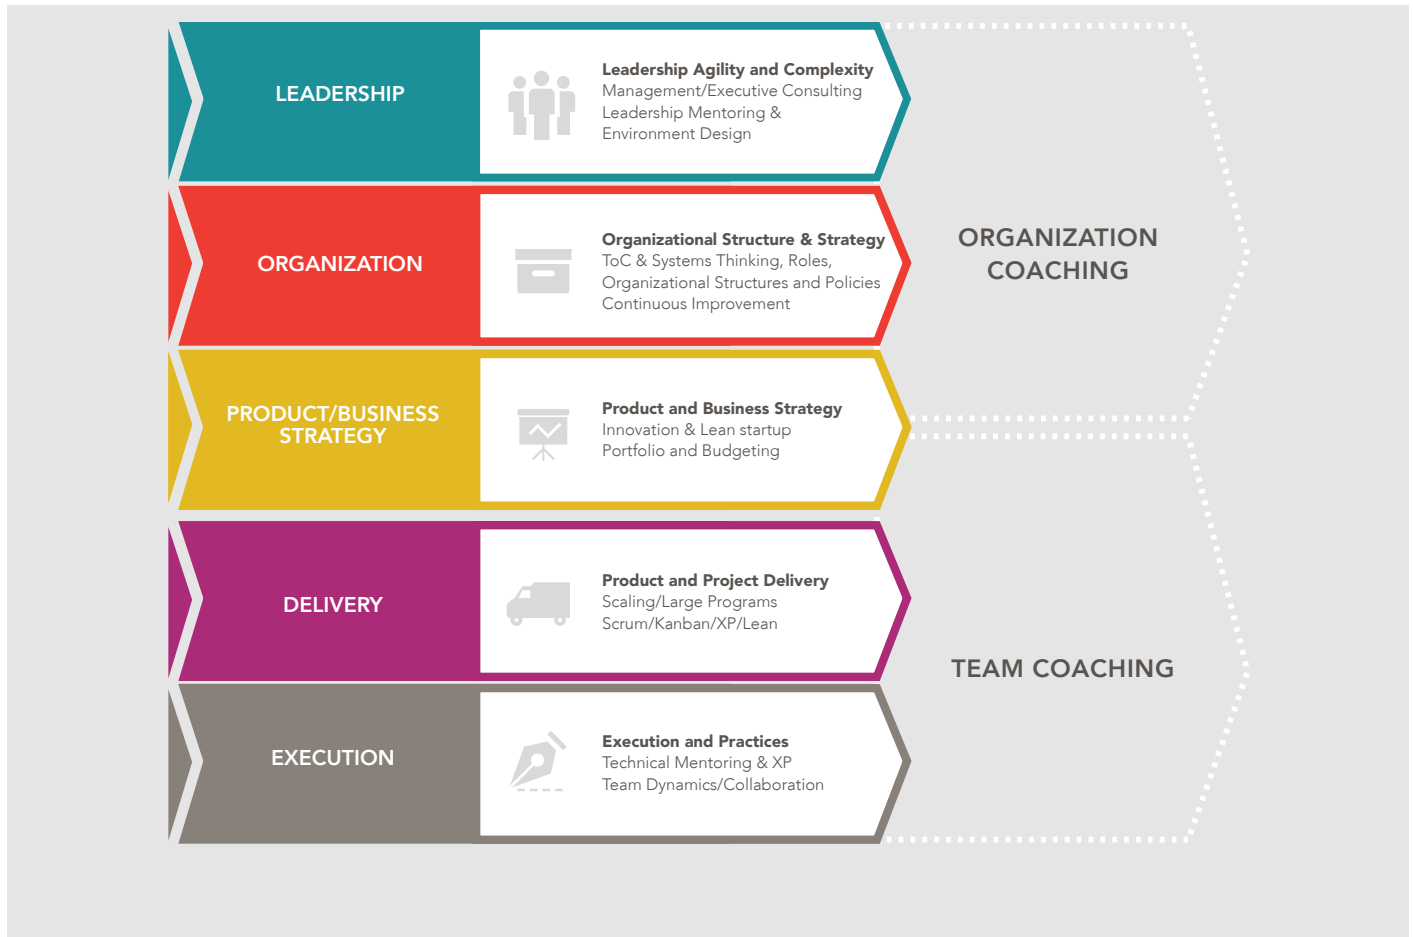 LEADERSHIP
Leadership Agility and Complexity
Management/Executive Consulting
Leadership Mentoring &
Environment Design
ORGANIZATION
Organizational Structure & Strategy
ToC & Systems Thinking, Roles,
Organizational Structures and Policies
Continuous Improvement
ORGANIZATION
COACHING
PRODUCT/BUSINESS
STRATEGY
Product and Business Strategy
Innovation & Lean startup
Portfolio and Budgeting
DELIVERY
Product and Project Delivery
Scaling/Large Programs
Scrum/Kanban/XP/Lean
TEAM COACHING
EXECUTION
Execution and Practices
Technical Mentoring & XP
Team Dynamics/Collaboration